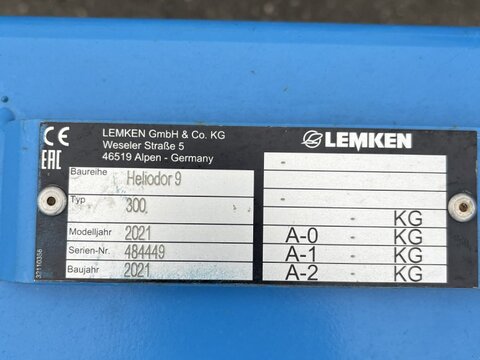 CE
EAC
LEMKEN GmbH & Co. KG
Weseler Straße 5
46519 Alpen - Germany
LEMKEN
Baureihe Heliodor 9
Typ 300
Modelljahr 2021
Serien-Nr. 484449
Baujahr 2021
32110356
-
-
- KG
A-0 - KG
A-1 - KG
A-2 - KG